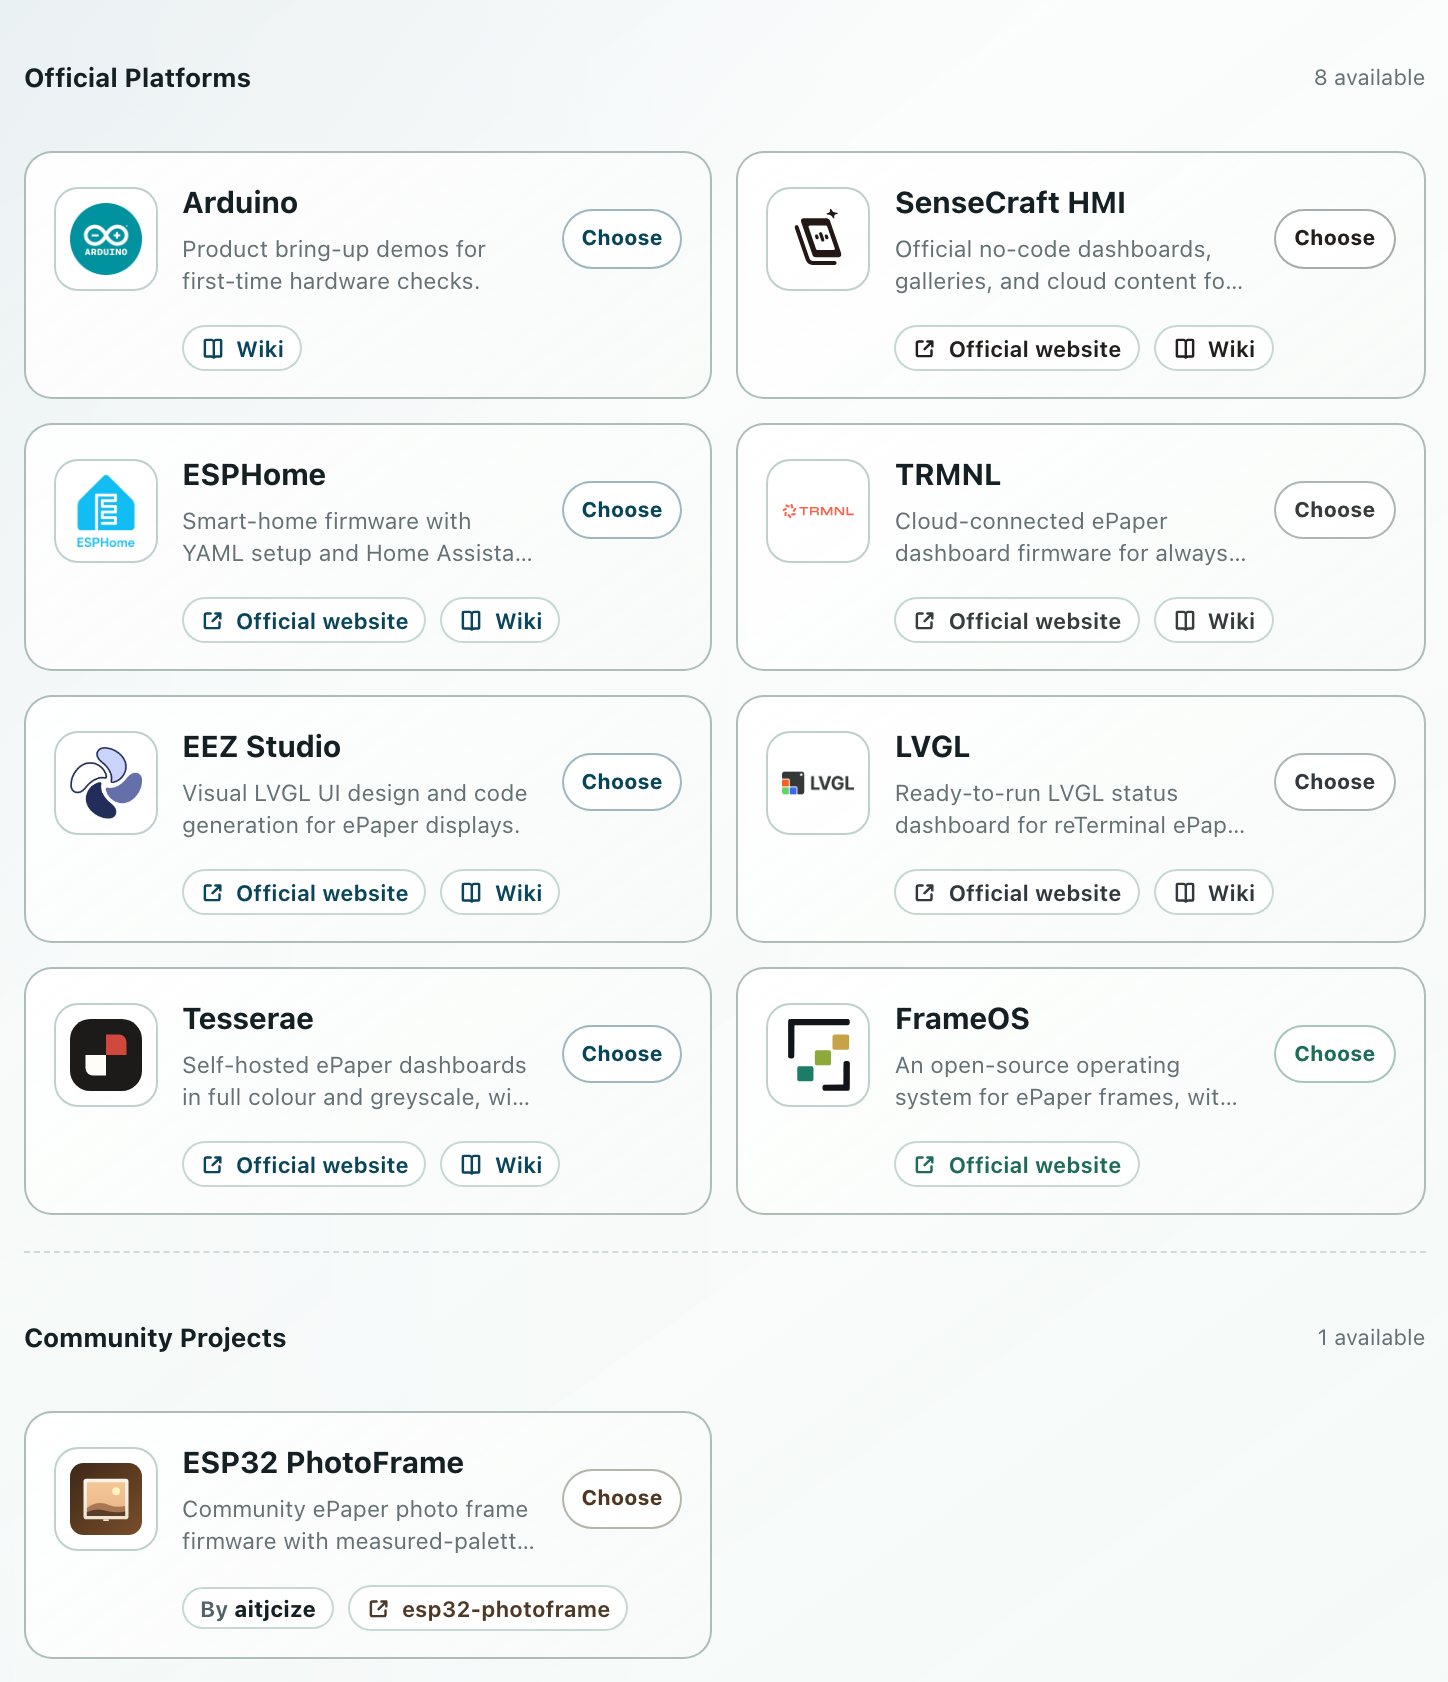 Official Platforms
8 available
Arduino
Product bring-up demos for
first-time hardware checks.
Choose
Wiki
ARDUINO
SenseCraft HMI
Official no-code dashboards,
galleries, and cloud content fo...
Choose
Official website
Wiki
ESPHome
Smart-home firmware with
YAML setup and Home Assista...
Choose
Official website
Wiki
ESPHome
TRMNL
Cloud-connected ePaper
dashboard firmware for always...
Choose
Official website
Wiki
TRMNL
EEZ Studio
Visual LVGL UI design and code
generation for ePaper displays.
Choose
Official website
Wiki
LVGL
Ready-to-run LVGL status
dashboard for reTerminal ePap...
Choose
Official website
Wiki
LVGL
Tesserae
Self-hosted ePaper dashboards
in full colour and greyscale, wi...
Choose
Official website
Wiki
FrameOS
An open-source operating
system for ePaper frames, wit...
Choose
Official website
Community Projects
1 available
ESP32 PhotoFrame
Community ePaper photo frame
firmware with measured-palett...
Choose
By aitjcize
esp32-photoframe